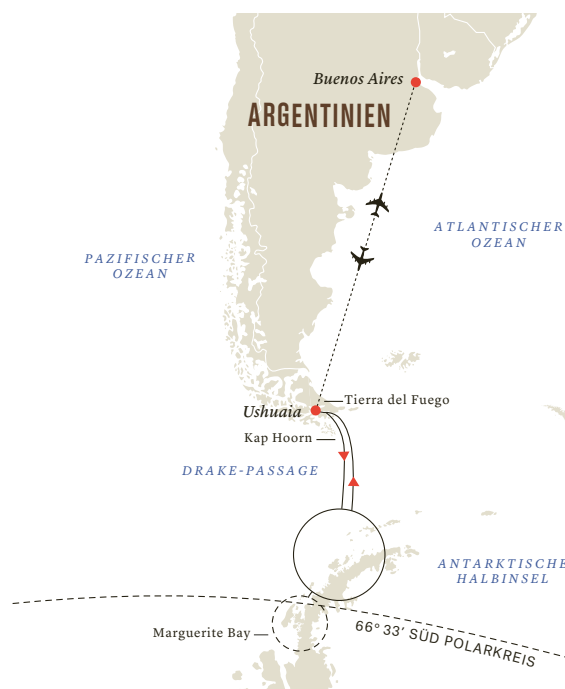 Buenos Aires
ARGENTINIEN
ATLANTISCHER
OZEAN
PAZIFISCHER
OZEAN
Tierra del Fuego
Ushuaia
Kap Hoorn
DRAKE-PASSAGE
ANTARKTISCHE
HALBINSEL
Marguerite Bay
66° 33’ SÜD POLARKREIS